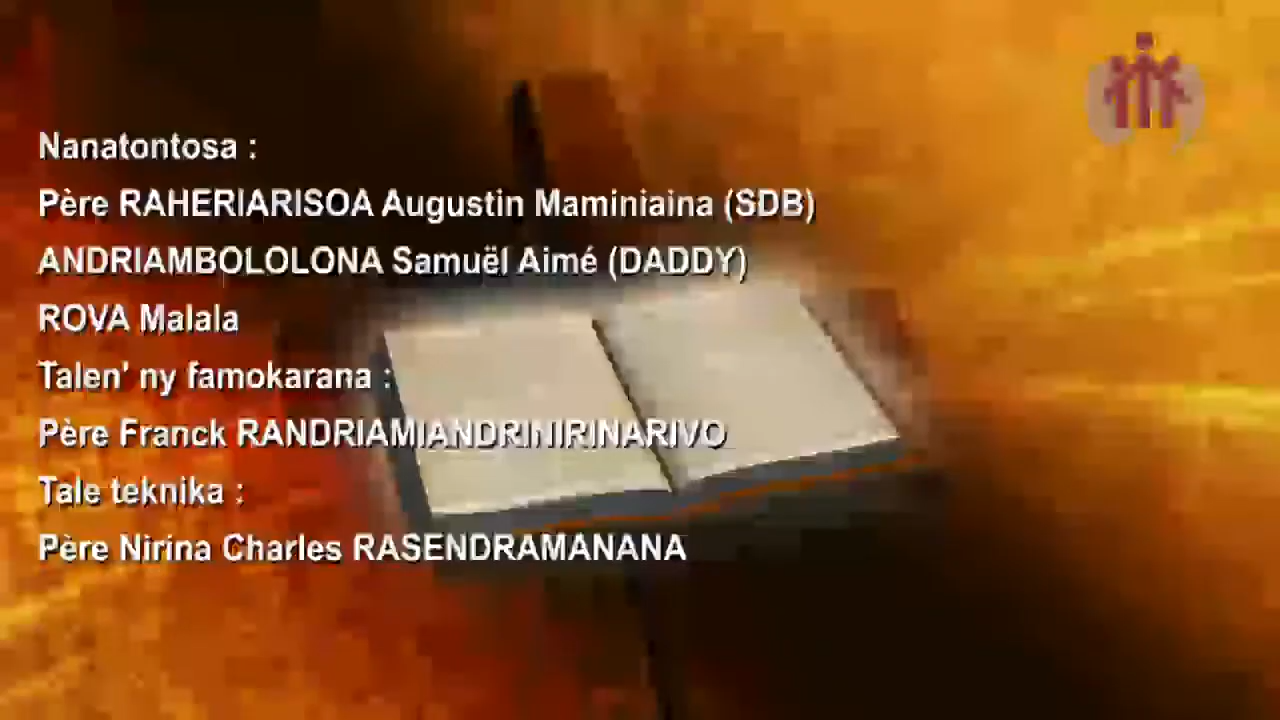 Nanatontosa :
Père RAHERIARISOA Augustin Maminiaina (SDB)
ANDRIAMBOLOLONA Samuël Aimé (DADDY)
ROVA Malala
Talen' ny famokarana :
Père Franck RANDRIAMIANDRINIRINARIVO
Tale teknika :
Père Nirina Charles RASENDRAMANANA